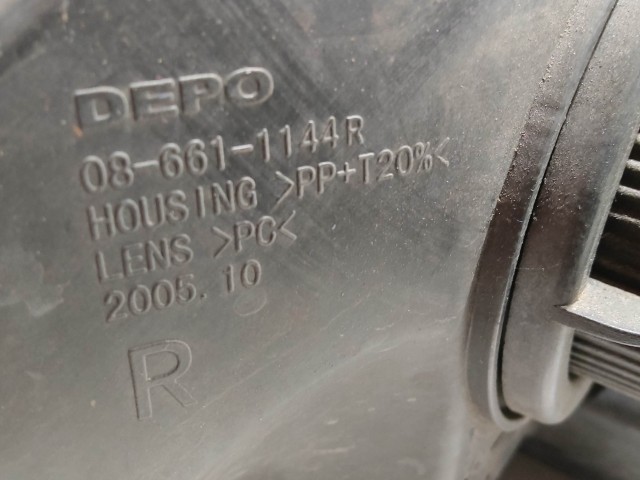 DEPO
08-661-1144R
HOUSING >PP+T20%<
LENS >PC<
2005.10
R